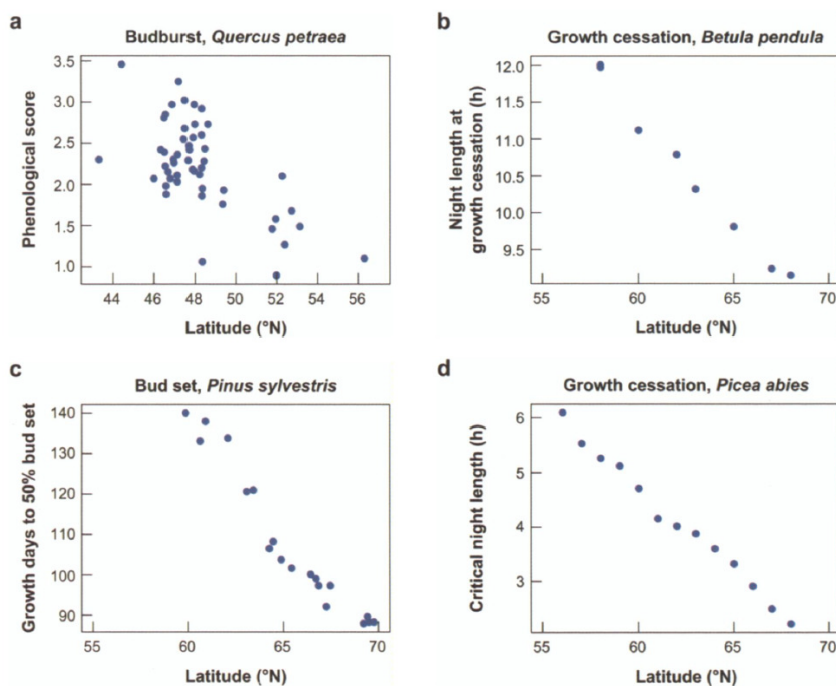 a
Budburst, Quercus petraea
Phenological score
3.5
3.0
2.5
2.0
1.5
1.0
44 46 48 50 52 54 56
Latitude (°N)
b
Growth cessation, Betula pendula
Night length at
growth cessation (h)
12.0
11.5
11.0
10.5
10.0
9.5
55 60 65 70
Latitude (°N)
c
Bud set, Pinus sylvestris
Growth days to 50% bud set
140
130
120
110
100
90
55 60 65 70
Latitude (°N)
d
Growth cessation, Picea abies
Critical night length (h)
6
5
4
3
55 60 65 70
Latitude (°N)